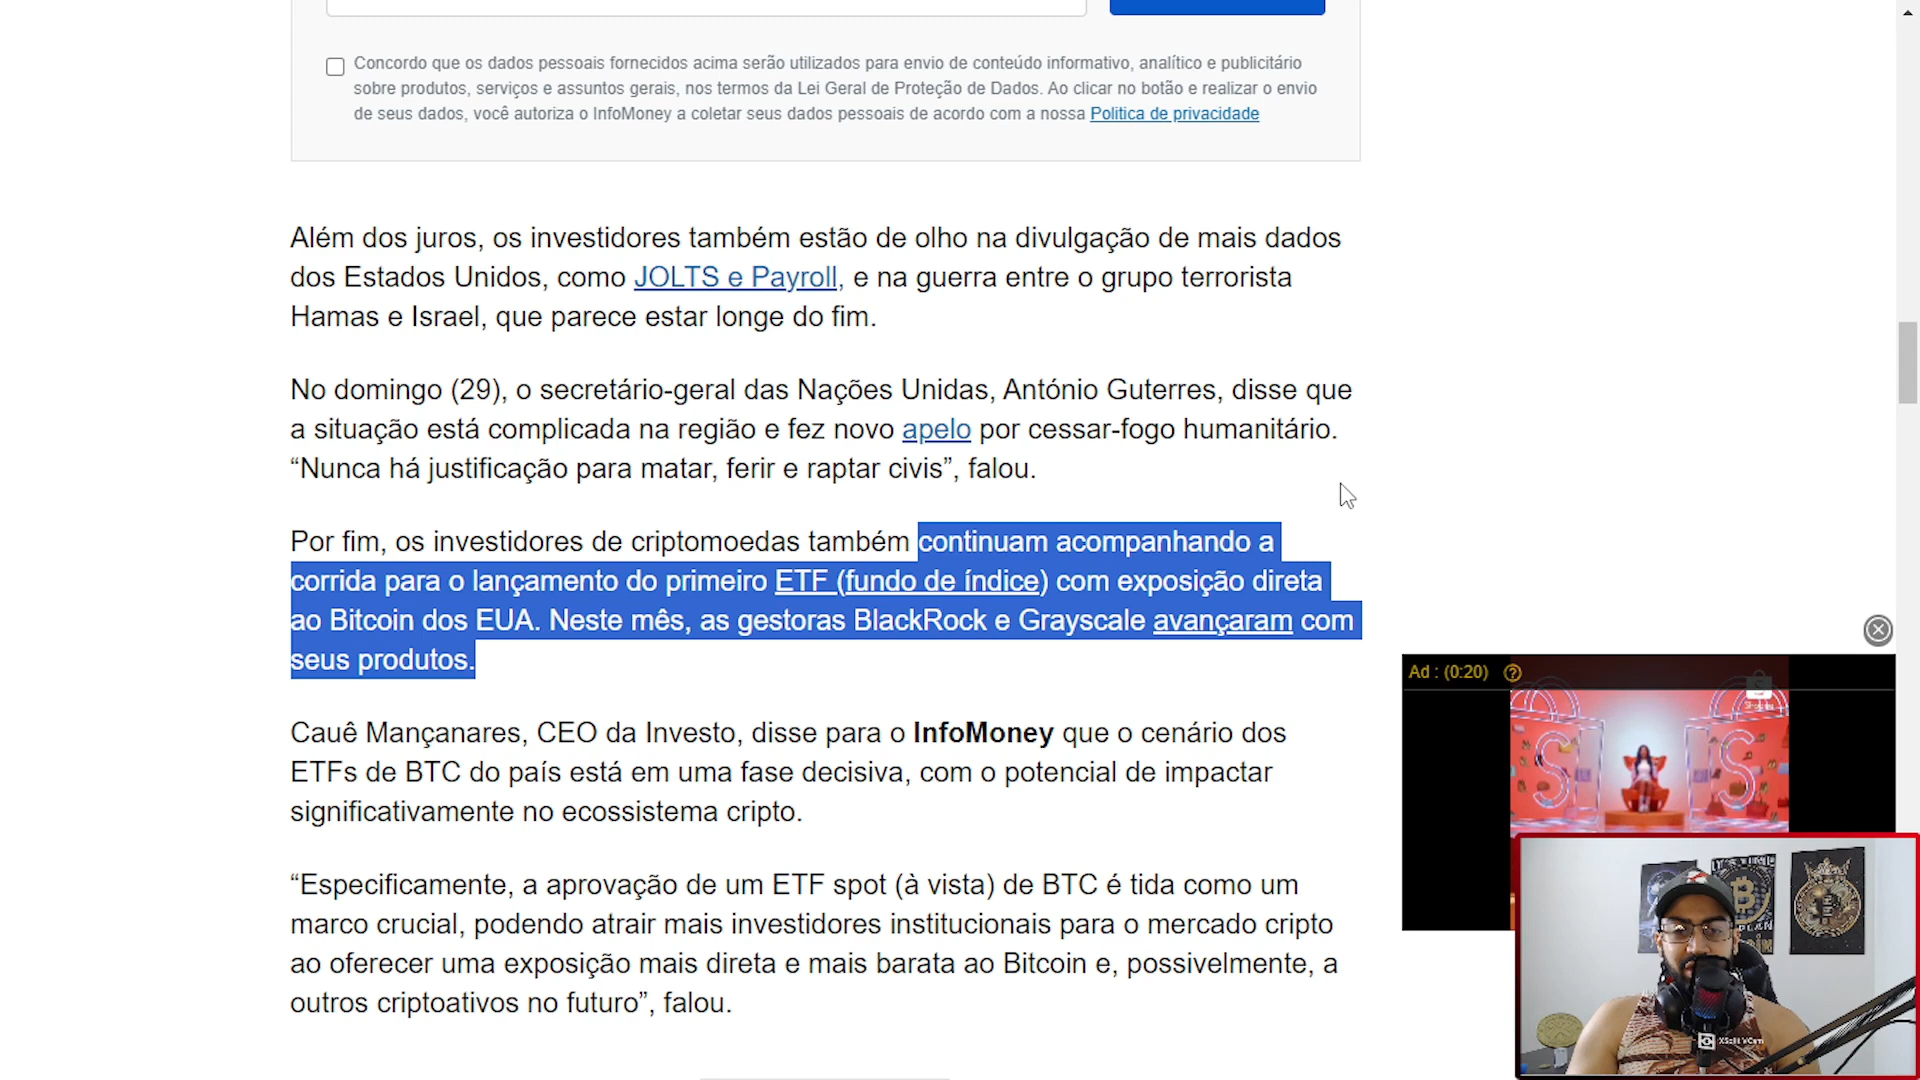 Concordo que os dados pessoais fornecidos acima serão utilizados para envio de conteúdo informativo, analítico e publicitário
sobre produtos, serviços e assuntos gerais, nos termos da Lei Geral de Proteção de Dados. Ao clicar no botão e realizar o envio
de seus dados, você autoriza o InfoMoney a coletar seus dados pessoais de acordo com a nossa Politica de privacidade
Além dos juros, os investidores também estão de olho na divulgação de mais dados
dos Estados Unidos, como JOLTS e Payroll, e na guerra entre o grupo terrorista
Hamas e Israel, que parece estar longe do fim.
No domingo (29), o secretário-geral das Nações Unidas, António Guterres, disse que
a situação está complicada na região e fez novo apelo por cessar-fogo humanitário.
“Nunca há justificação para matar, ferir e raptar civis”, falou.
Por fim, os investidores de criptomoedas também continuam acompanhando a
corrida para o lançamento do primeiro ETF (fundo de índice) com exposição direta
ao Bitcoin dos EUA. Neste mês, as gestoras BlackRock e Grayscale avançaram com
seus produtos.
Cauê Mançanares, CEO da Investo, disse para o InfoMoney que o cenário dos
ETFs de BTC do país está em uma fase decisiva, com o potencial de impactar
significativamente no ecossistema cripto.
“Especificamente, a aprovação de um ETF spot (à vista) de BTC é tida como um
marco crucial, podendo atrair mais investidores institucionais para o mercado cripto
ao oferecer uma exposição mais direta e mais barata ao Bitcoin e, possivelmente, a
outros criptoativos no futuro”, falou.
Ad : (0:20)
S S
XSplit VCam